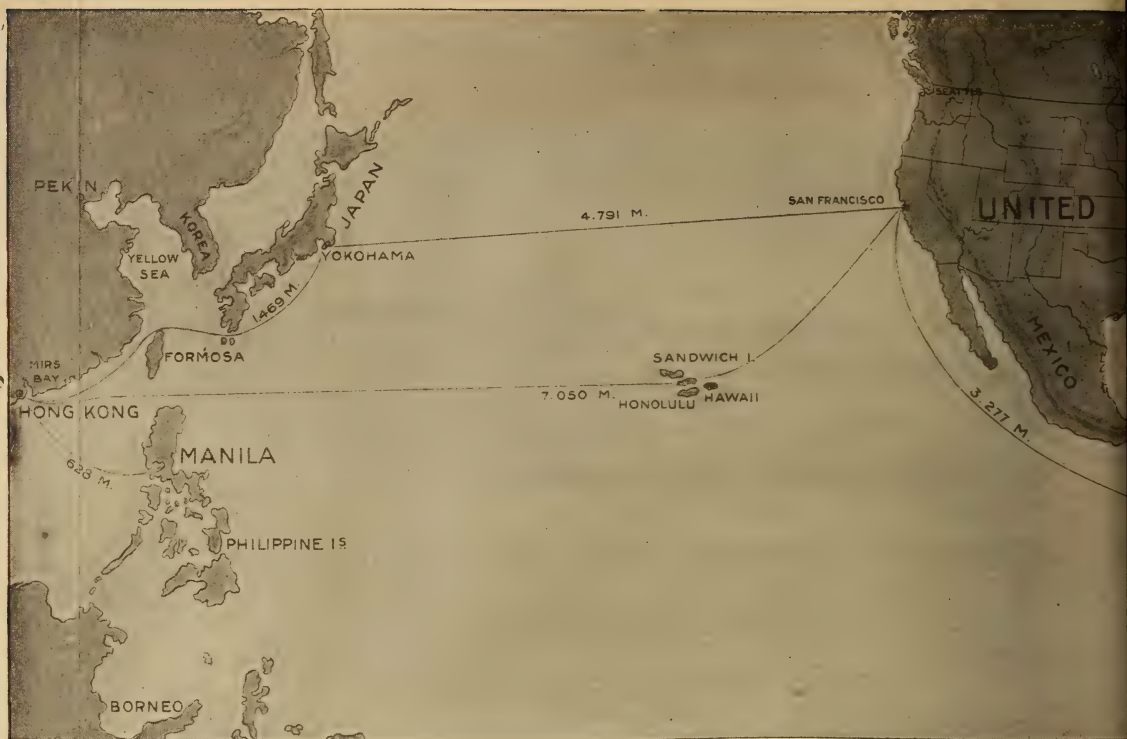 SEATTLE
PEKIN
KOREA
JAPAN
SAN FRANCISCO
UNITED
4.791 M.
YOKOHAMA
YELLOW
SEA
1469 M.
FORMOSA
MIRS
BAY
HONG KONG
SANDWICH I.
7.050 M.
HONOLULU
HAWAII
MEXICO
3.277 M.
628 M.
MANILA
PHILIPPINE IS
BORNEO